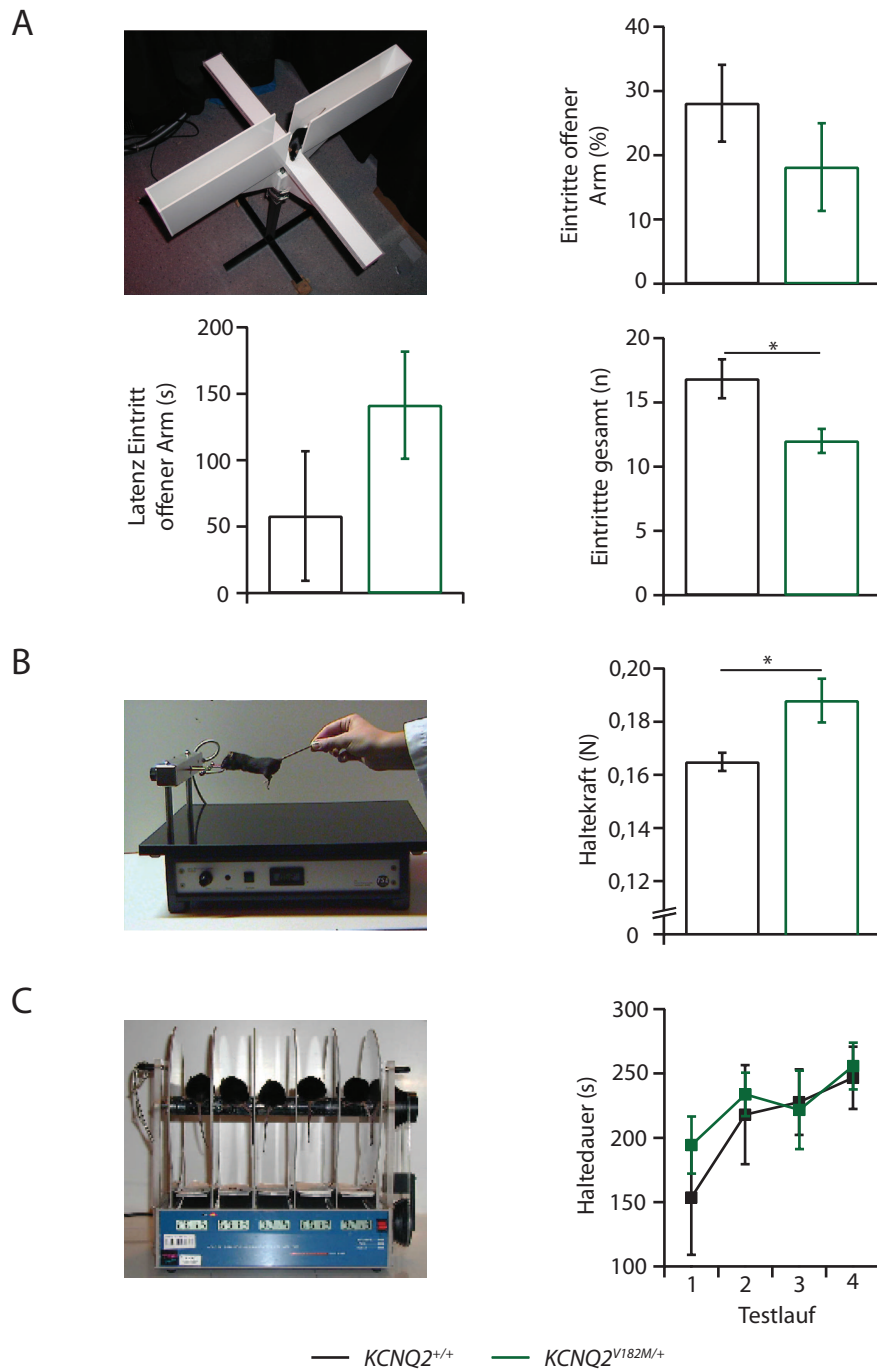 A
40
30
20
10
0
Eintritte offener
Arm (%)
200
150
100
50
0
Latenz Eintritt
offener Arm (s)
20
15
10
5
0
Eintrittte gesamt (n)
*
B
0,20
0,18
0,16
0,14
0,12
0
Haltekraft (N)
*
C
300
250
200
150
100
Haltedauer (s)
1 2 3 4
Testlauf
KCNQ2+/+ KCNQ2V182M/+